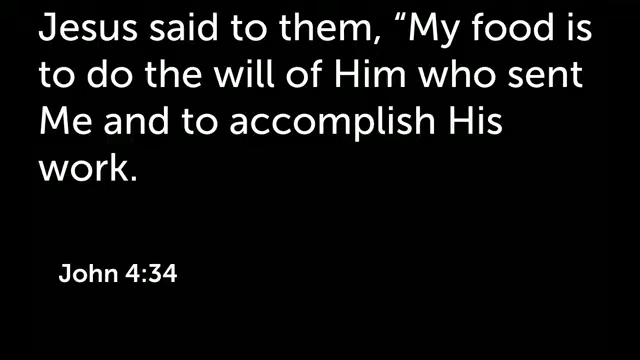 Jesus said to them, “My food is
to do the will of Him who sent
Me and to accomplish His
work.
John 4:34